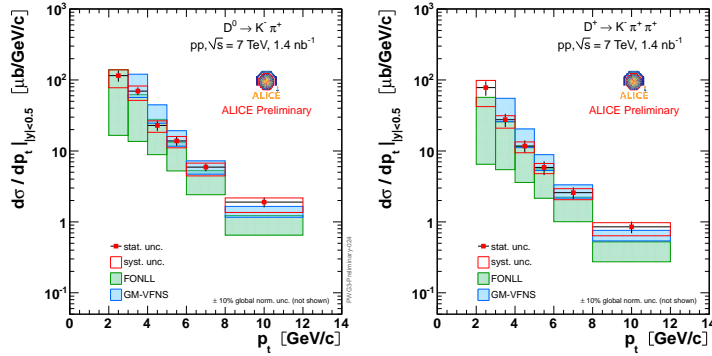 D⁰ → K⁻ π⁺
pp, √s = 7 TeV, 1.4 nb⁻¹
ALICE
ALICE Preliminary
dσ / dpₜ |_|y|<0.5 [μb/GeV/c]
10³
10²
10
1
10⁻¹
stat. unc.
syst. unc.
FONLL
GM-VFNS
± 10% global norm. unc. (not shown)
PWG3-Preliminary-024
0 2 4 6 8 10 12 14
pₜ [GeV/c]
D⁺ → K⁻ π⁺ π⁺
pp, √s = 7 TeV, 1.4 nb⁻¹
ALICE
ALICE Preliminary
dσ / dpₜ |_|y|<0.5 [μb/GeV/c]
10³
10²
10
1
10⁻¹
stat. unc.
syst. unc.
FONLL
GM-VFNS
± 10% global norm. unc. (not shown)
0 2 4 6 8 10 12 14
pₜ [GeV/c]